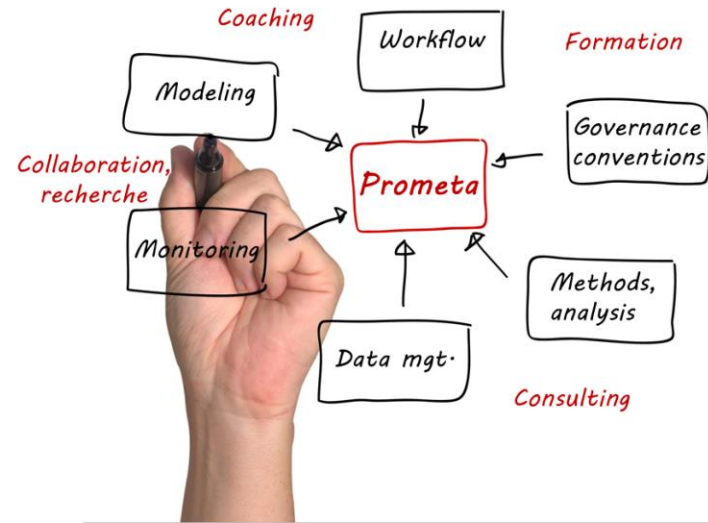 Coaching
Workflow
Formation
Modeling
Governance
conventions
Collaboration,
recherche
Prometa
Monitoring
Methods,
analysis
Data mgt.
Consulting